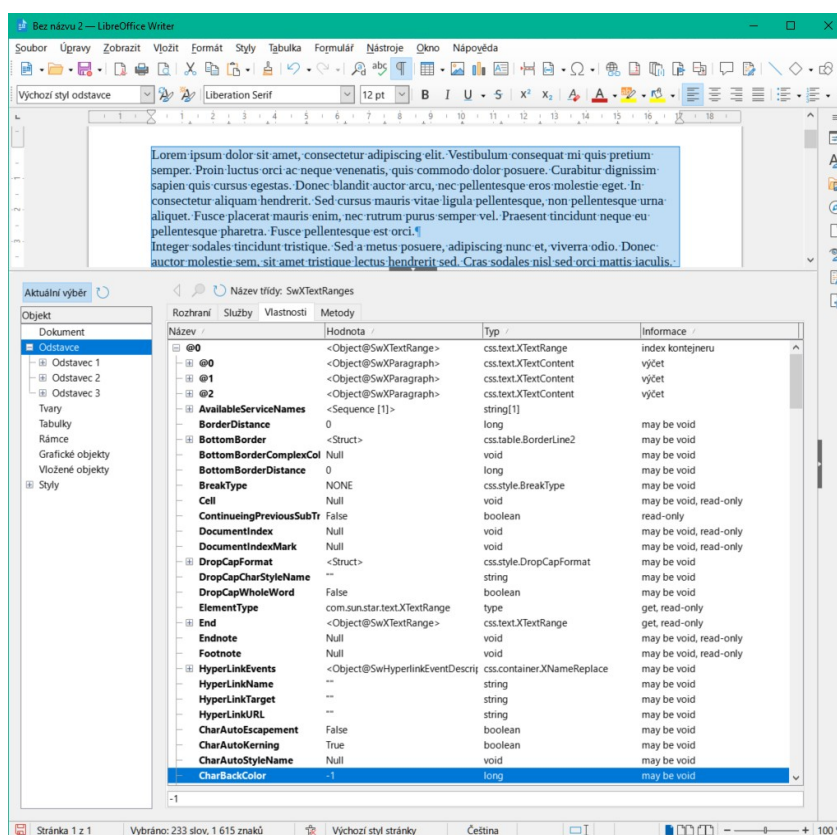 Bez názvu 2 — LibreOffice Writer
Soubor Úpravy Zobrazit Vložit Formát Styly Tabulka Formulář Nástroje Okno Nápověda
Výchozí styl odstavce Liberation Serif 12 pt
Lorem ipsum dolor sit amet, consectetur adipiscing elit. Vestibulum consequat mi quis pretium
semper. Proin luctus orci ac neque venenatis, quis commodo dolor posuere. Curabitur dignissim
sapien quis cursus egestas. Donec blandit auctor arcu, nec pellentesque eros molestie eget. In
consectetur aliquam hendrerit. Sed cursus mauris vitae ligula pellentesque, non pellentesque urna
aliquet. Fusce placerat mauris enim, nec rutrum purus semper vel. Praesent tincidunt neque eu
pellentesque pharetra. Fusce pellentesque est orci.¶
Integer sodales tincidunt tristique. Sed a metus posuere, adipiscing nunc et, viverra odio. Donec
auctor molestie sem, sit amet tristique lectus hendrerit sed. Cras sodales nisl sed orci mattis iaculis.
Aktuální výběr
Název třídy: SwXTextRanges
Objekt
Dokument
Odstavce
Odstavec 1
Odstavec 2
Odstavec 3
Tvary
Tabulky
Rámce
Grafické objekty
Vložené objekty
Styly
Rozhraní Služby Vlastnosti Metody
Název Hodnota Typ Informace
@0 <Object@SwXTextRange> css.text.XTextRange index kontejneru
@0 <Object@SwXParagraph> css.text.XTextContent výčet
@1 <Object@SwXParagraph> css.text.XTextContent výčet
@2 <Object@SwXParagraph> css.text.XTextContent výčet
AvailableServiceNames <Sequence [1]> string[1]
BorderDistance 0 long may be void
BottomBorder <Struct> css.table.BorderLine2 may be void
BottomBorderComplexCol Null void may be void
BottomBorderDistance 0 long may be void
BreakType NONE css.style.BreakType may be void
Cell Null void may be void, read-only
ContinueingPreviousSubTr False boolean read-only
DocumentIndex Null void may be void, read-only
DocumentIndexMark Null void may be void, read-only
DropCapFormat <Struct> css.style.DropCapFormat may be void
DropCapCharStyleName "" string may be void
DropCapWholeWord False boolean may be void
ElementType com.sun.star.text.XTextRange type get, read-only
End <Object@SwXTextRange> css.text.XTextRange get, read-only
Endnote Null void may be void, read-only
Footnote Null void may be void, read-only
HyperLinkEvents <Object@SwHyperlinkEventDescrip css.container.XNameReplace may be void
HyperLinkName "" string may be void
HyperLinkTarget "" string may be void
HyperLinkURL "" string may be void
CharAutoEscapement False boolean may be void
CharAutoKerning True boolean may be void
CharAutoStyleName Null void may be void
CharBackColor -1 long may be void
-1
Stránka 1 z 1 Vybráno: 233 slov, 1 615 znaků Výchozí styl stránky Čeština